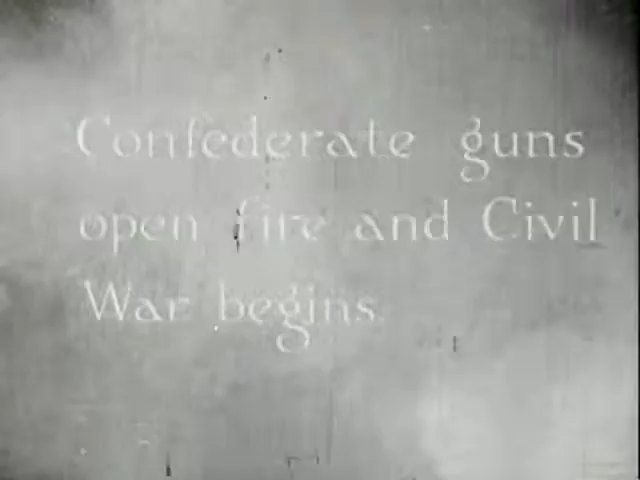 Confederate guns
open fire and Civil
War begins.